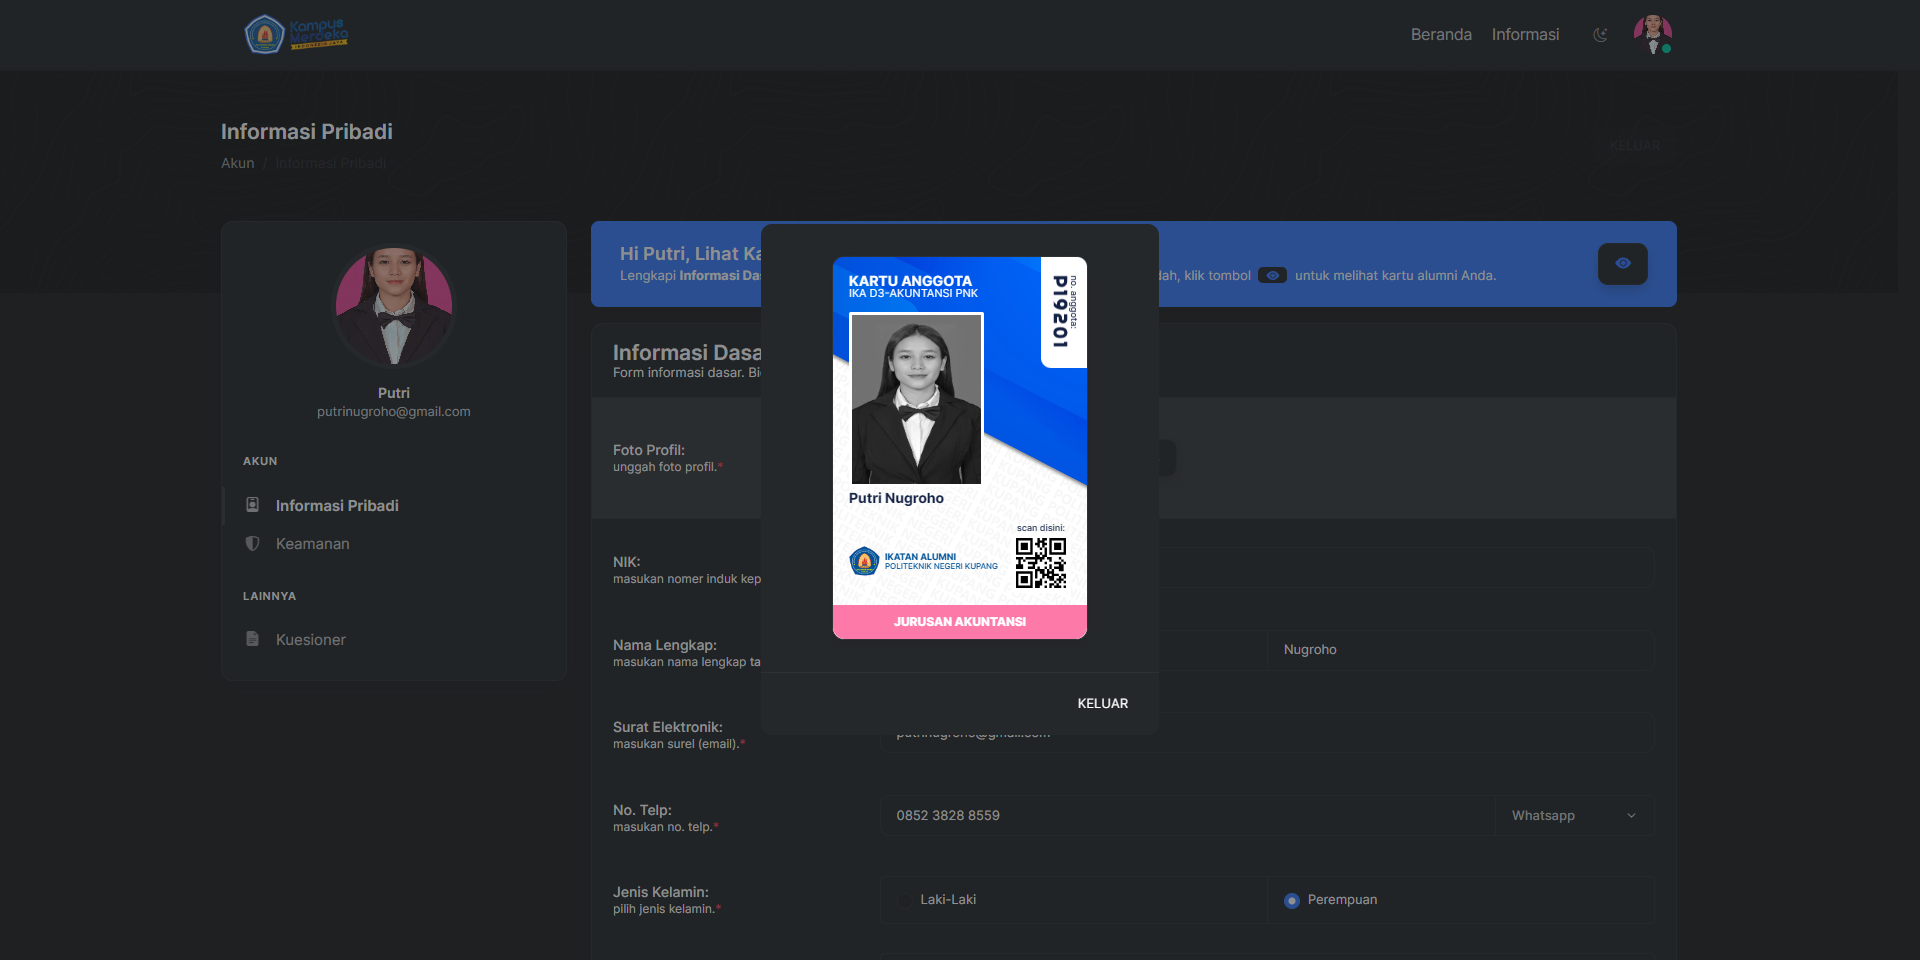 Kampus
Merdeka
INDONESIA JAYA
Beranda
Informasi
Informasi Pribadi
Akun / Informasi Pribadi
KELUAR
Putri
putrinugroho@gmail.com
AKUN
Informasi Pribadi
Keamanan
LAINNYA
Kuesioner
Hi Putri, Lihat Ka
Lengkapi Informasi Da
dah, klik tombol untuk melihat kartu alumni Anda.
KARTU ANGGOTA
IKA D3-AKUNTANSI PNK
no. anggota:
P19201
Putri Nugroho
scan disini:
IKATAN ALUMNI
POLITEKNIK NEGERI KUPANG
JURUSAN AKUNTANSI
KELUAR
Informasi Dasa
Form informasi dasar. Bi
Foto Profil:
unggah foto profil.*
NIK:
masukan nomer induk kep
Nama Lengkap:
masukan nama lengkap ta
Nugroho
Surat Elektronik:
masukan surel (email).*
putrinugroho@gmail.com
No. Telp:
masukan no. telp.*
0852 3828 8559
Whatsapp
Jenis Kelamin:
pilih jenis kelamin.*
Laki-Laki
Perempuan